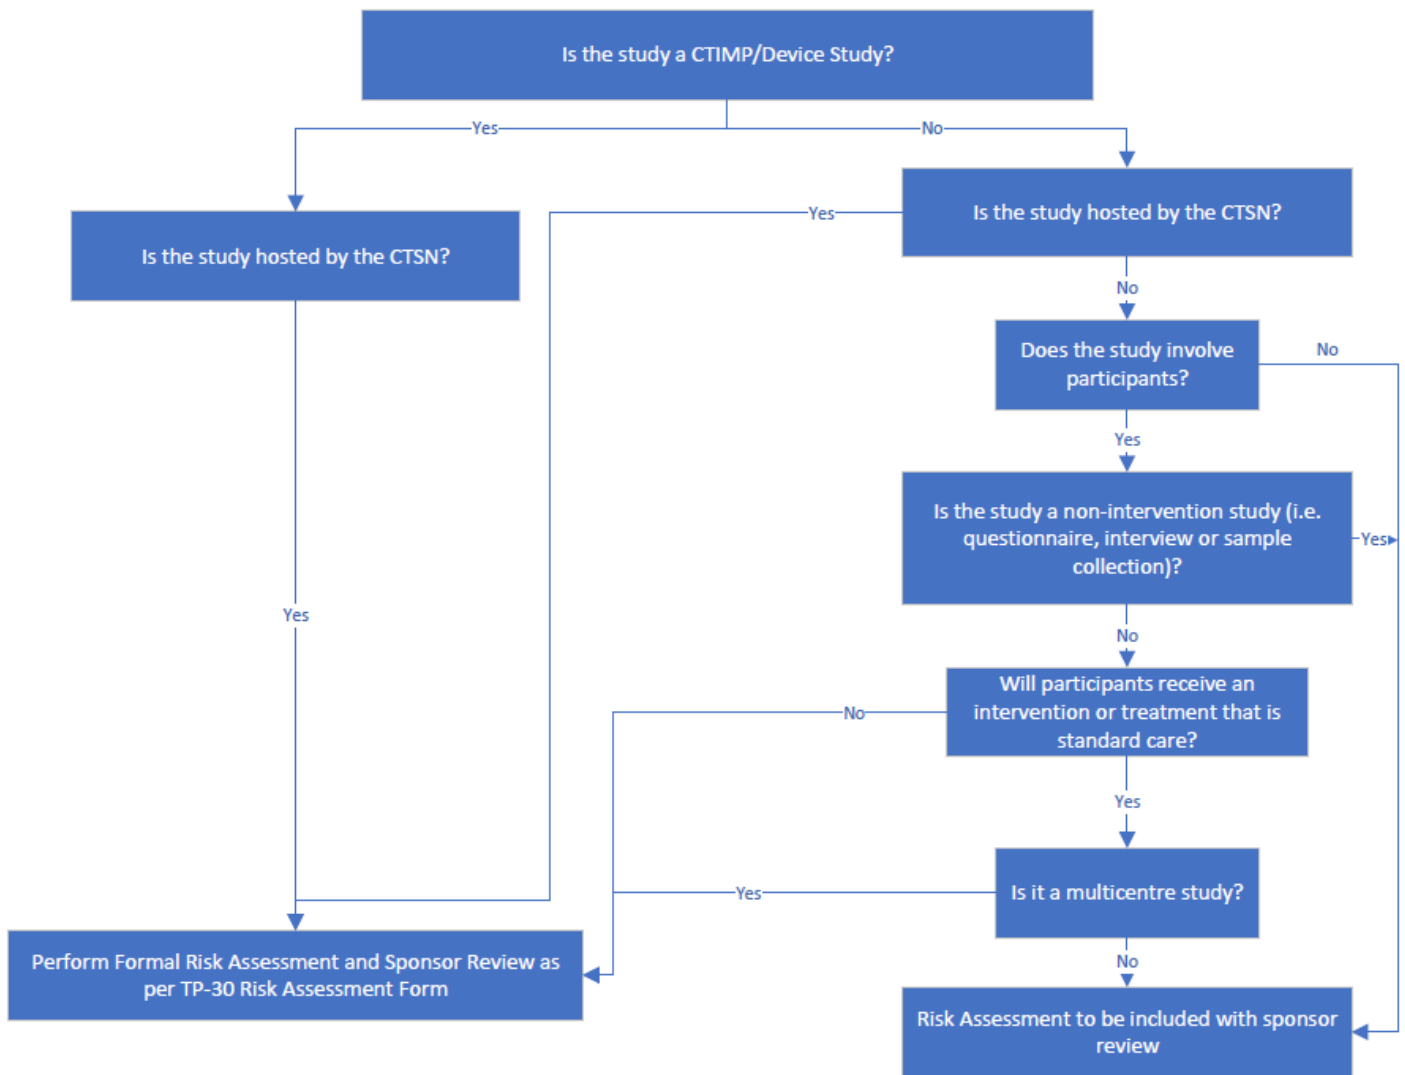 Is the study a CTIMP/Device Study?
Yes
No
Is the study hosted by the CTSN?
Yes
Is the study hosted by the CTSN?
No
Does the study involve
participants?
No
Yes
Is the study a non-intervention study (i.e.
questionnaire, interview or sample
collection)?
Yes
Yes
No
Will participants receive an
intervention or treatment that is
standard care?
No
Yes
Is it a multicentre study?
Yes
No
Perform Formal Risk Assessment and Sponsor Review as
per TP-30 Risk Assessment Form
Risk Assessment to be included with sponsor
review